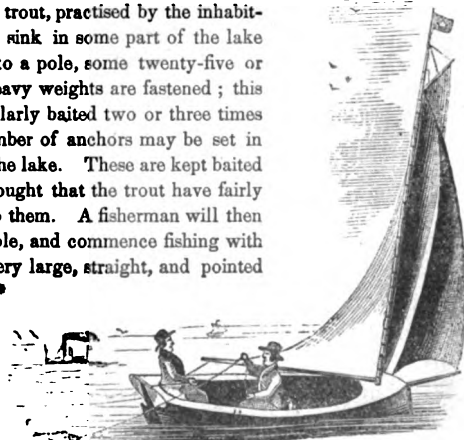 trout, practised by the inhabit-
sink in some part of the lake
to a pole, some twenty-five or
eavy weights are fastened ; this
larly baited two or three times
nber of anchors may be set in
he lake. These are kept baited
ought that the trout have fairly
them. A fisherman will then
ole, and commence fishing with
ery large, straight, and pointed